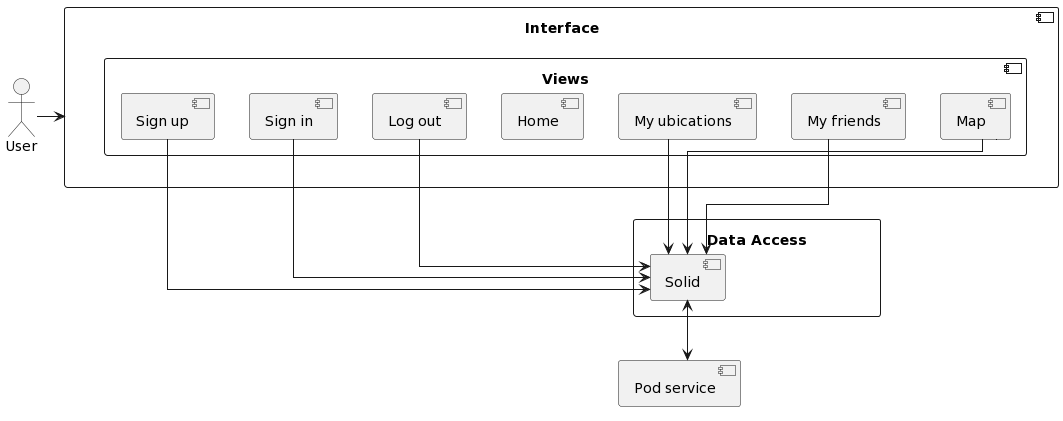 Interface
Views
Sign up
Sign in
Log out
Home
My ubications
My friends
Map
User
Data Access
Solid
Pod service